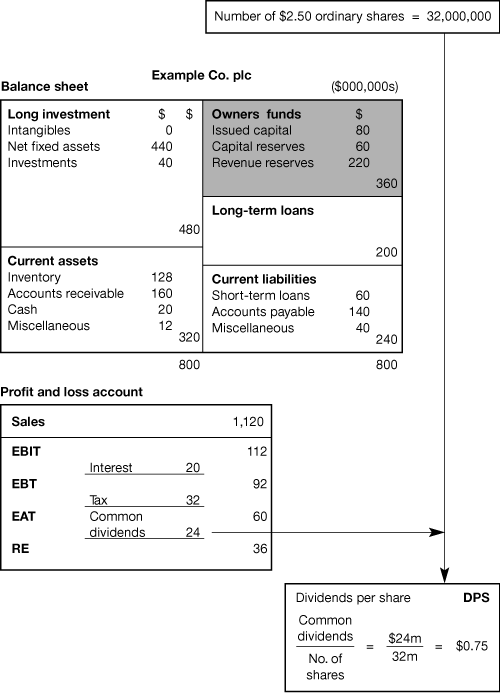 Number of $2.50 ordinary shares = 32,000,000
Example Co. plc
Balance sheet ($000,000s)
Long investment $ $
Intangibles 0
Net fixed assets 440
Investments 40
480
Current assets
Inventory 128
Accounts receivable 160
Cash 20
Miscellaneous 12
320
800
Owners funds $
Issued capital 80
Capital reserves 60
Revenue reserves 220
360
Long-term loans
200
Current liabilities
Short-term loans 60
Accounts payable 140
Miscellaneous 40
240
800
Profit and loss account
Sales 1,120
EBIT 112
Interest 20
EBT 92
Tax 32
EAT 60
Common
dividends 24
RE 36
Dividends per share DPS
Common
dividends
No. of
shares
= $24m
32m
= $0.75